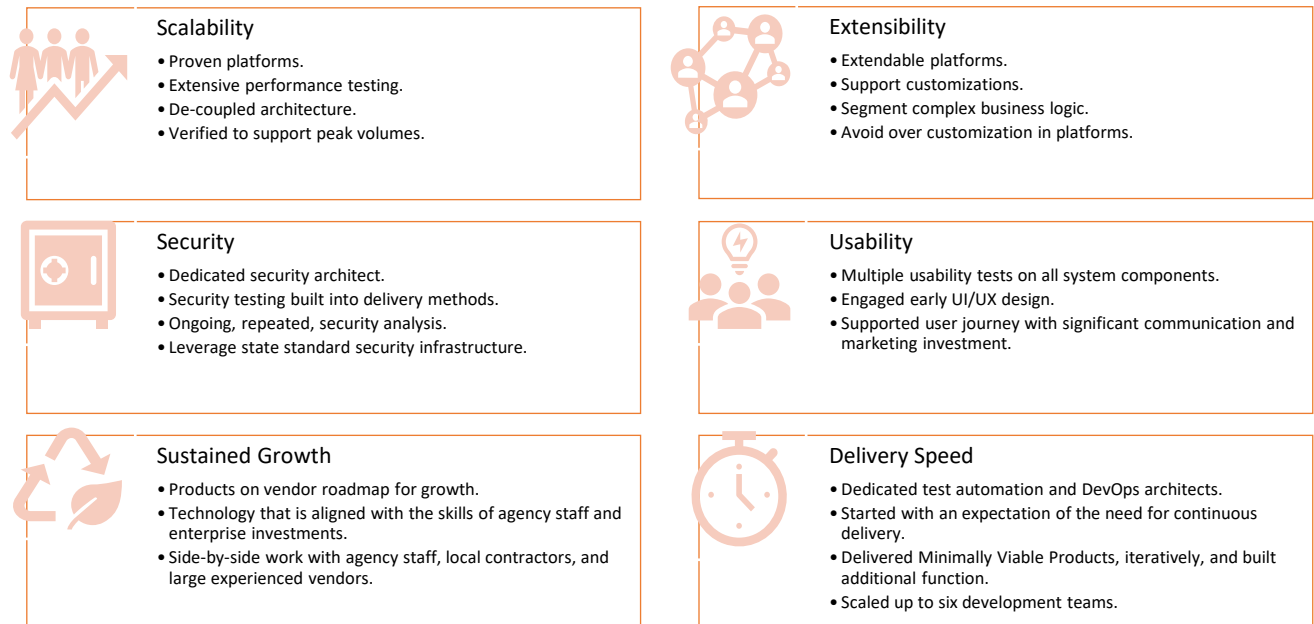 Scalability
• Proven platforms.
• Extensive performance testing.
• De-coupled architecture.
• Verified to support peak volumes.
Extensibility
• Extendable platforms.
• Support customizations.
• Segment complex business logic.
• Avoid over customization in platforms.
Security
• Dedicated security architect.
• Security testing built into delivery methods.
• Ongoing, repeated, security analysis.
• Leverage state standard security infrastructure.
Usability
• Multiple usability tests on all system components.
• Engaged early UI/UX design.
• Supported user journey with significant communication and
marketing investment.
Sustained Growth
• Products on vendor roadmap for growth.
• Technology that is aligned with the skills of agency staff and
enterprise investments.
• Side-by-side work with agency staff, local contractors, and
large experienced vendors.
Delivery Speed
• Dedicated test automation and DevOps architects.
• Started with an expectation of the need for continuous
delivery.
• Delivered Minimally Viable Products, iteratively, and built
additional function.
• Scaled up to six development teams.